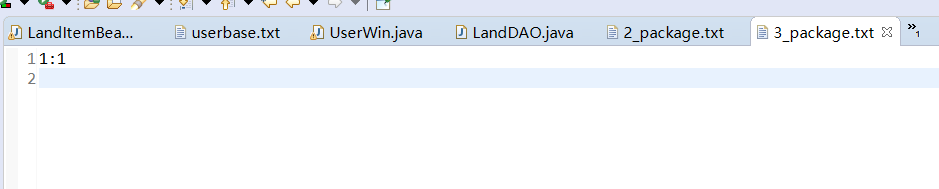 LandItemBea... userbase.txt UserWin.java LandDAO.java 2_package.txt 3_package.txt »1
1 1:1
2